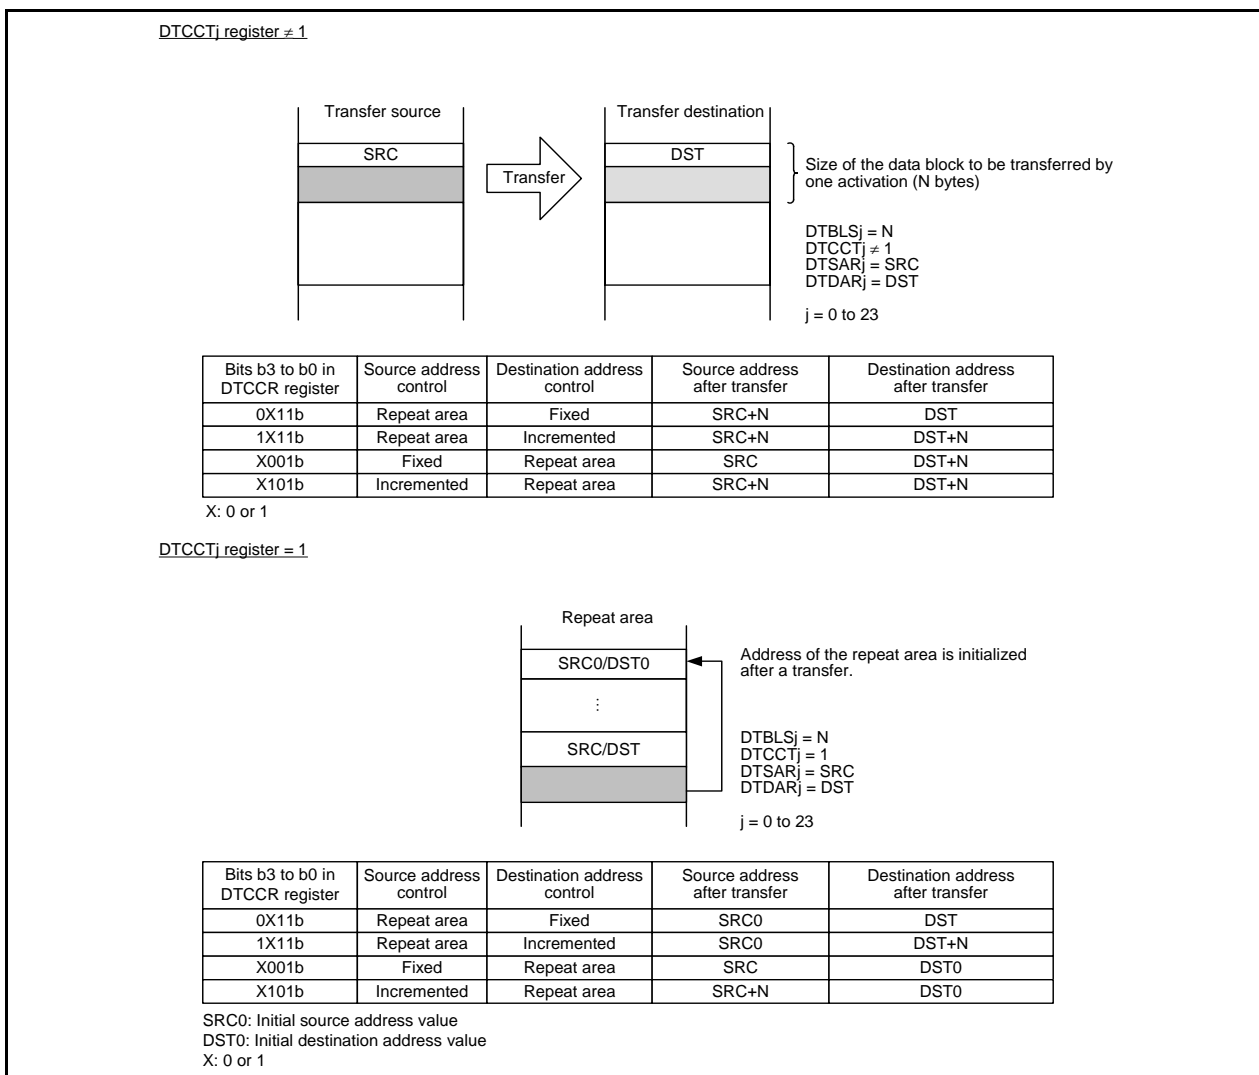 DTCCTj register ≠ 1
Transfer source
Transfer destination
SRC
DST
Transfer
Size of the data block to be transferred by
one activation (N bytes)
DTBLSj = N
DTCCTj ≠ 1
DTSARj = SRC
DTDARj = DST
j = 0 to 23
Bits b3 to b0 in DTCCR register | Source address control | Destination address control | Source address after transfer | Destination address after transfer
0X11b | Repeat area | Fixed | SRC+N | DST
1X11b | Repeat area | Incremented | SRC+N | DST+N
X001b | Fixed | Repeat area | SRC | DST+N
X101b | Incremented | Repeat area | SRC+N | DST+N
X: 0 or 1
DTCCTj register = 1
Repeat area
SRC0/DST0
⋮
SRC/DST
Address of the repeat area is initialized
after a transfer.
DTBLSj = N
DTCCTj = 1
DTSARj = SRC
DTDARj = DST
j = 0 to 23
Bits b3 to b0 in DTCCR register | Source address control | Destination address control | Source address after transfer | Destination address after transfer
0X11b | Repeat area | Fixed | SRC0 | DST
1X11b | Repeat area | Incremented | SRC0 | DST+N
X001b | Fixed | Repeat area | SRC | DST0
X101b | Incremented | Repeat area | SRC+N | DST0
SRC0: Initial source address value
DST0: Initial destination address value
X: 0 or 1